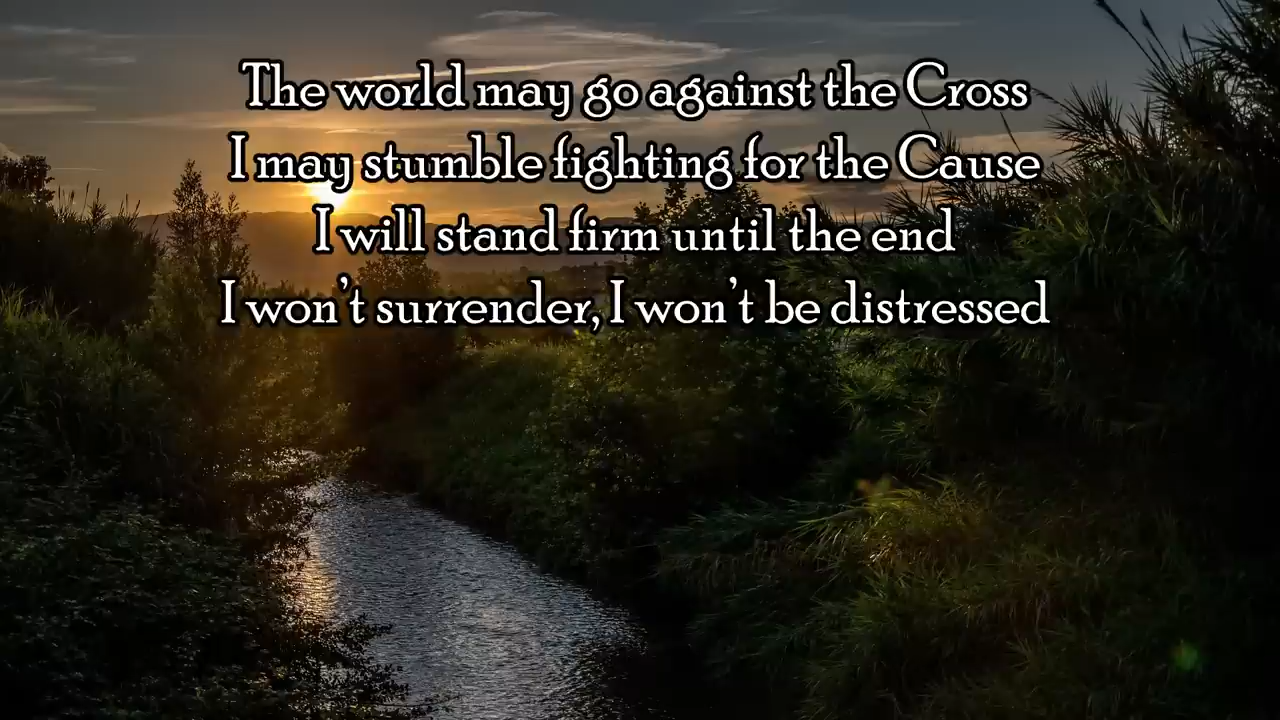 The world may go against the Cross
I may stumble fighting for the Cause
I will stand firm until the end
I won't surrender, I won't be distressed